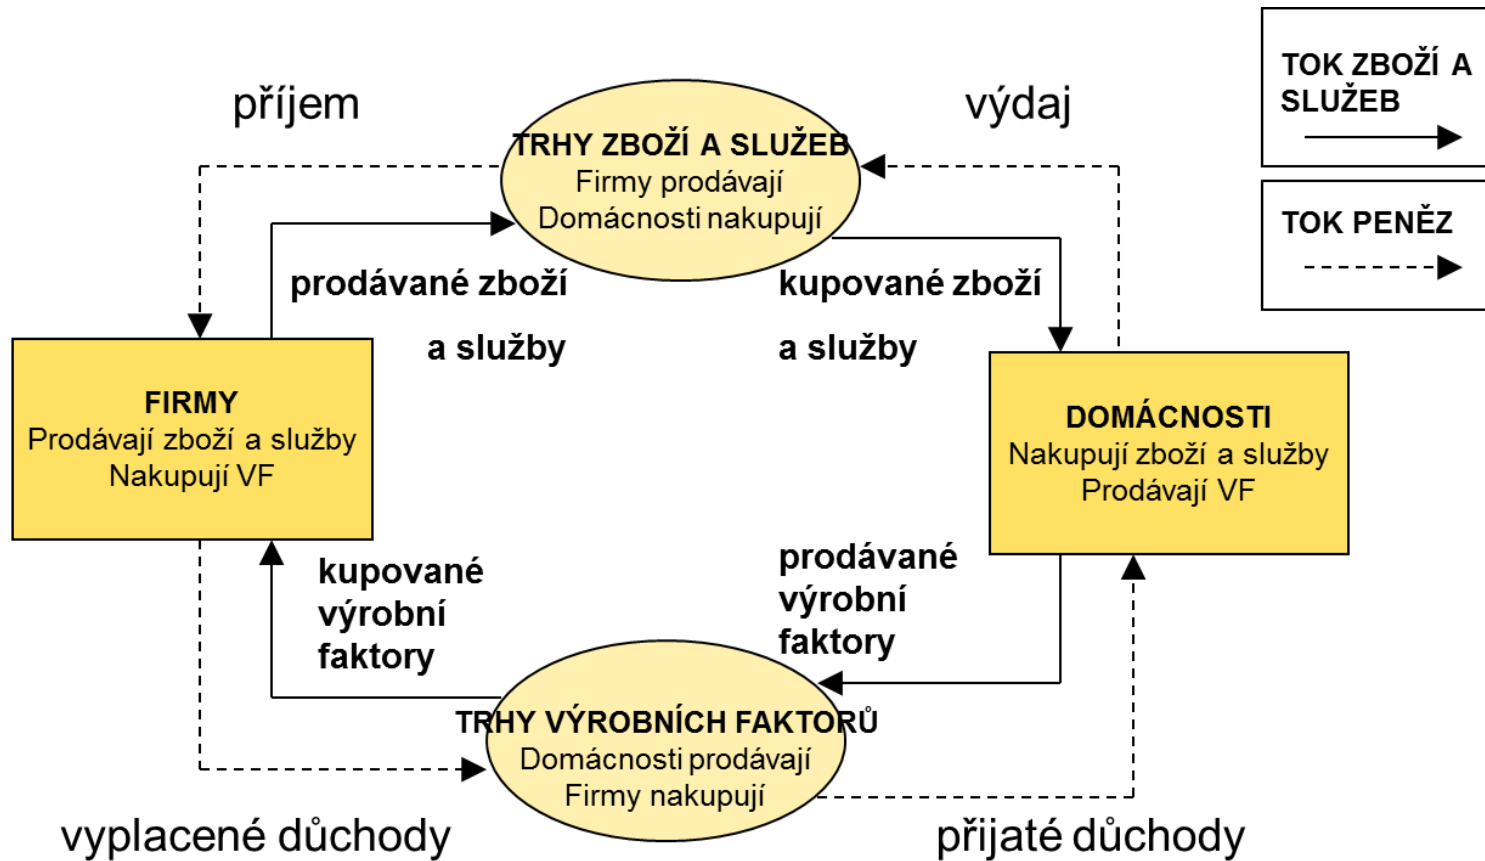 příjem
výdaj
TOK ZBOŽÍ A
SLUŽEB
TOK PENĚZ
TRHY ZBOŽÍ A SLUŽEB
Firmy prodávají
Domácnosti nakupují
prodávané zboží
a služby
kupované zboží
a služby
FIRMY
Prodávají zboží a služby
Nakupují VF
DOMÁCNOSTI
Nakupují zboží a služby
Prodávají VF
kupované
výrobní
faktory
prodávané
výrobní
faktory
TRHY VÝROBNÍCH FAKTORŮ
Domácnosti prodávají
Firmy nakupují
vyplacené důchody
přijaté důchody